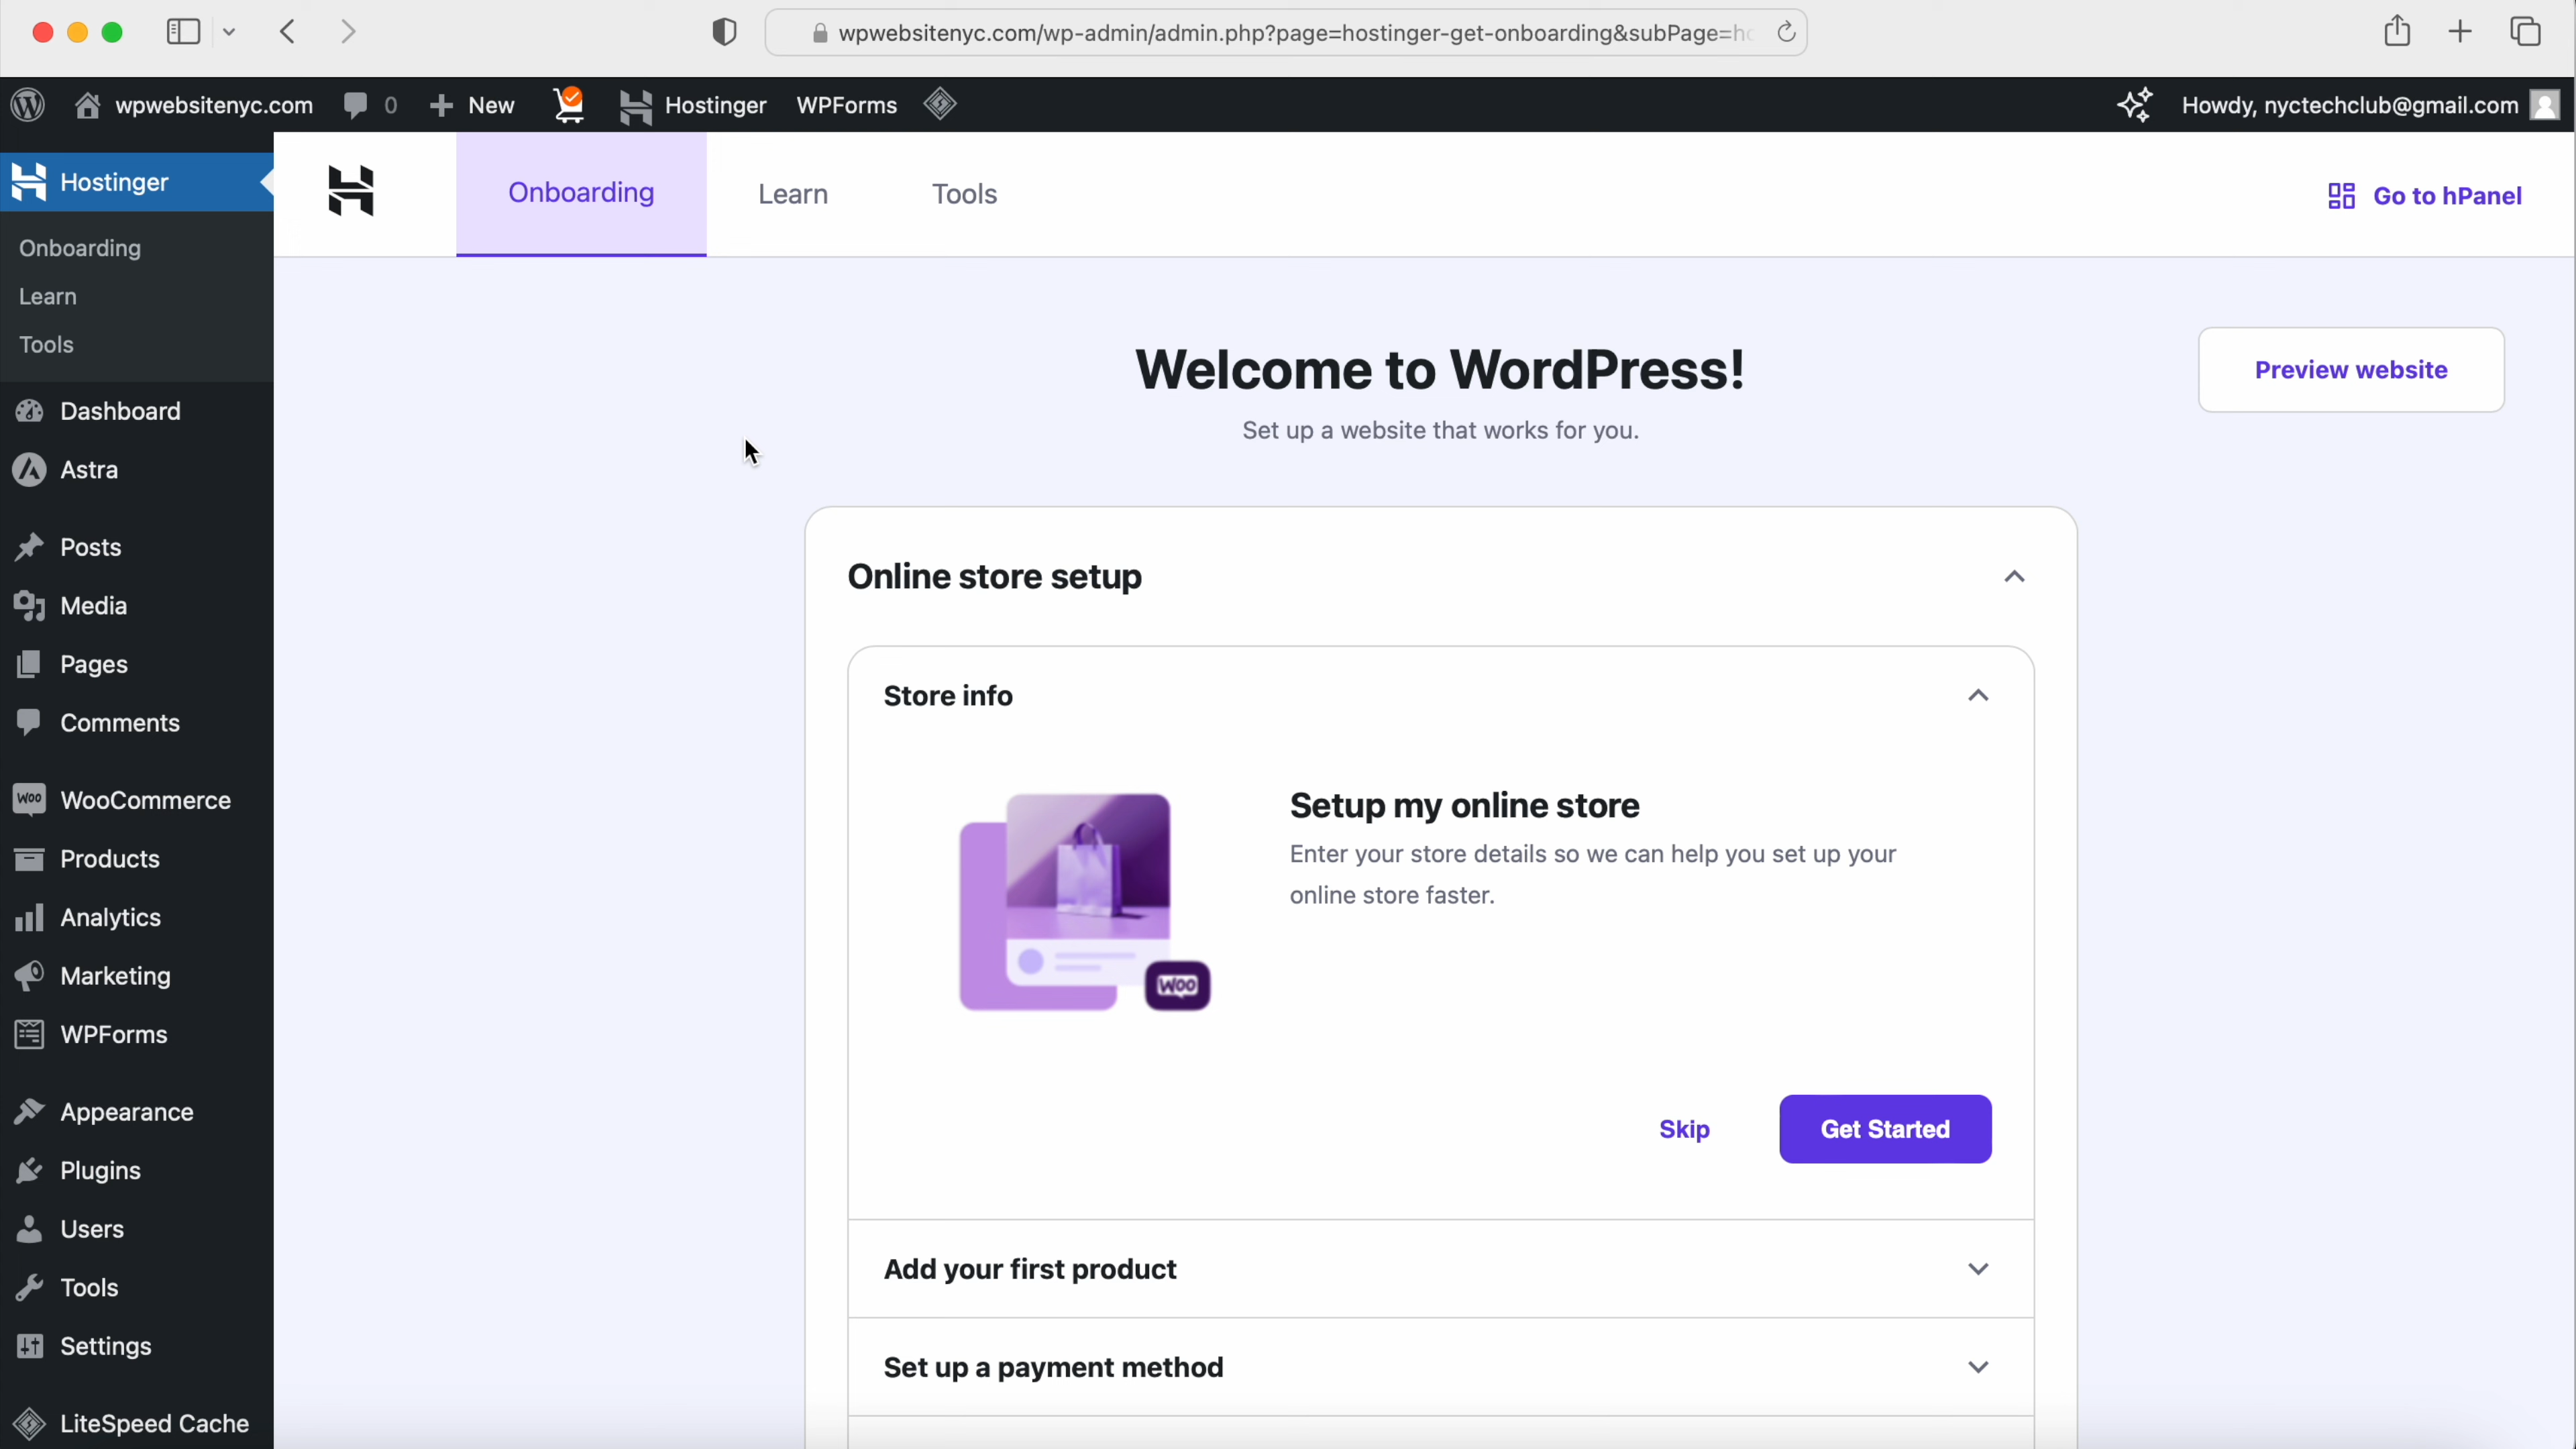 wpwebsitenyc.com/wp-admin/admin.php?page=hostinger-get-onboarding&subPage=ho
wpwebsitenyc.com 0 New Hostinger WPForms Howdy, nyctechclub@gmail.com
Hostinger
Onboarding
Learn
Tools
Dashboard
Astra
Posts
Media
Pages
Comments
Woo WooCommerce
Products
Analytics
Marketing
WPForms
Appearance
Plugins
Users
Tools
Settings
LiteSpeed Cache
Onboarding Learn Tools Go to hPanel
Welcome to WordPress!
Set up a website that works for you.
Preview website
Online store setup
Store info
Woo
Setup my online store
Enter your store details so we can help you set up your
online store faster.
Skip Get Started
Add your first product
Set up a payment method